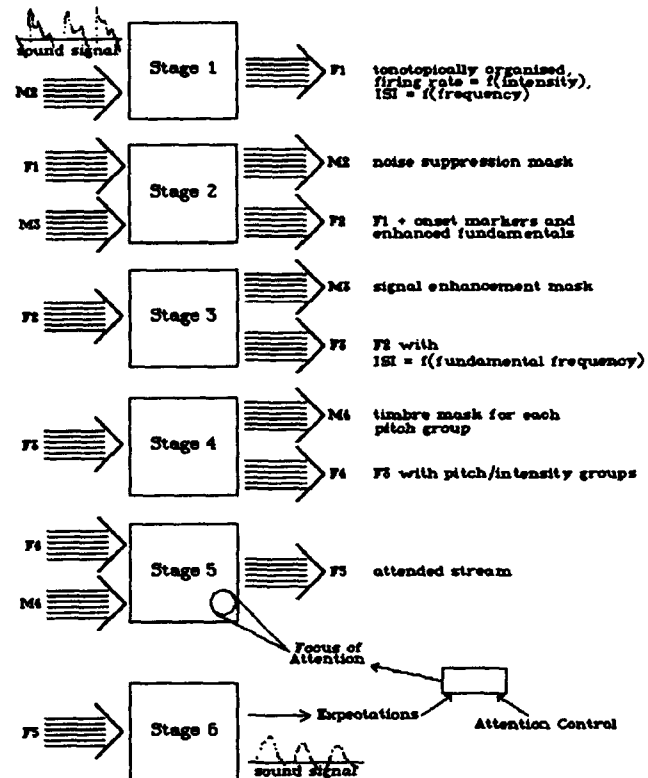 sound signal
M2
Stage 1
F1
tonotopically organised,
firing rate = f(intensity),
ISI = f(frequency)
F1
M3
Stage 2
M2
noise suppression mask
F2
F1 + onset markers and
enhanced fundamentals
F2
Stage 3
M3
signal enhancement mask
F3
F2 with
ISI = f(fundamental frequency)
F3
Stage 4
M4
timbre mask for each
pitch group
F4
F3 with pitch/intensity groups
F4
M4
Stage 5
F5
attended stream
Focus of
Attention
F5
Stage 6
Expectations
Attention Control
sound signal